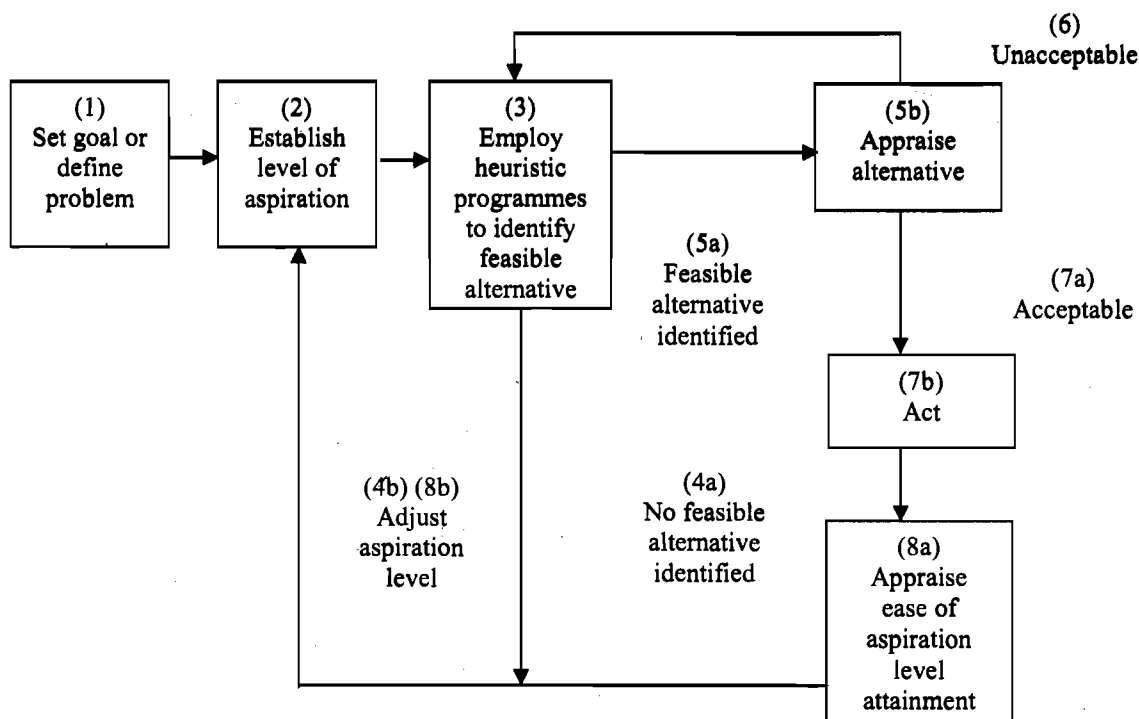 (1)
Set goal or
define
problem
(2)
Establish
level of
aspiration
(3)
Employ
heuristic
programmes
to identify
feasible
alternative
(5b)
Appraise
alternative
(6)
Unacceptable
(5a)
Feasible
alternative
identified
(7a)
Acceptable
(7b)
Act
(4b) (8b)
Adjust
aspiration
level
(4a)
No feasible
alternative
identified
(8a)
Appraise
ease of
aspiration
level
attainment